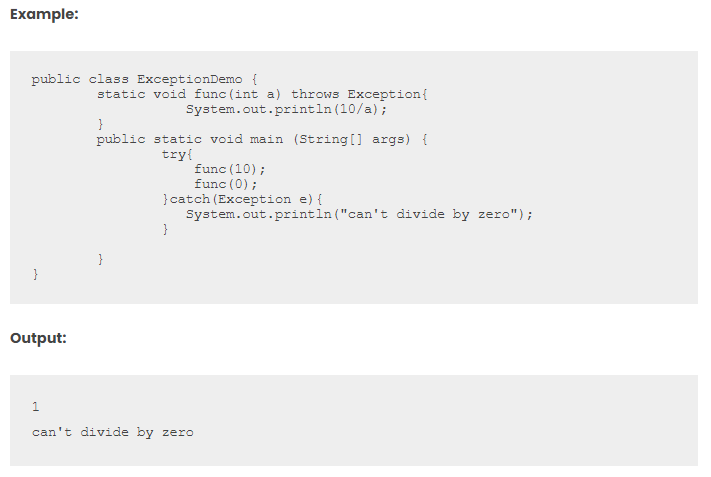 Example:
public class ExceptionDemo {
        static void func(int a) throws Exception{
                   System.out.println(10/a);
        }
        public static void main (String[] args) {
                try{
                    func(10);
                    func(0);
                }catch(Exception e){
                   System.out.println("can't divide by zero");
                }
        }
}
Output:
1
can't divide by zero